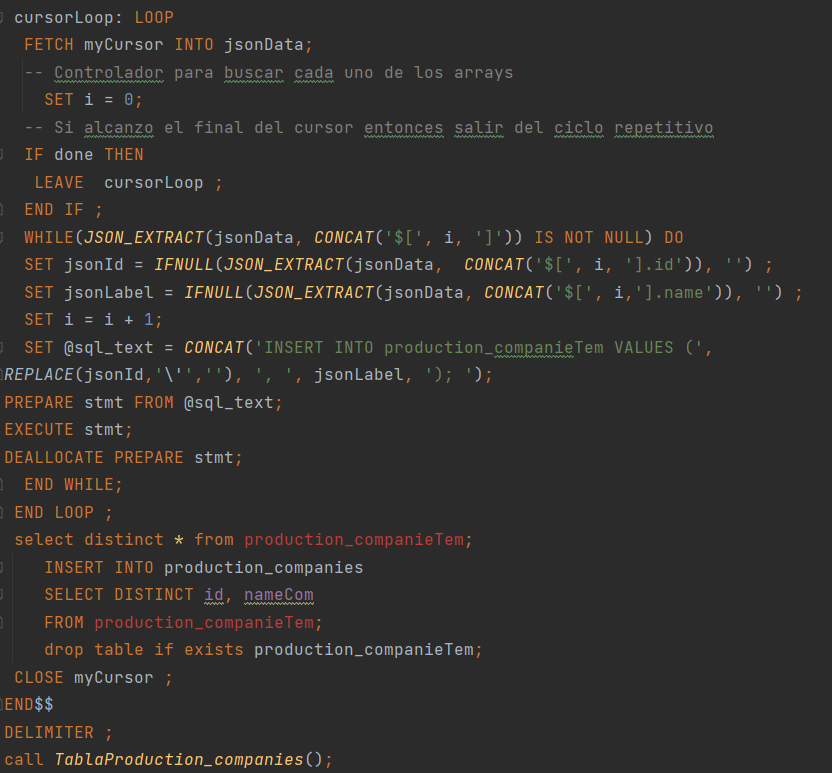 cursorLoop: LOOP
FETCH myCursor INTO jsonData;
-- Controlador para buscar cada uno de los arrays
SET i = 0;
-- Si alcanzo el final del cursor entonces salir del ciclo repetitivo
IF done THEN
LEAVE  cursorLoop ;
END IF ;
WHILE(JSON_EXTRACT(jsonData, CONCAT('$[', i, ']')) IS NOT NULL) DO
SET jsonId = IFNULL(JSON_EXTRACT(jsonData,  CONCAT('$[', i, '].id')), '') ;
SET jsonLabel = IFNULL(JSON_EXTRACT(jsonData, CONCAT('$[', i,'].name')), '') ;
SET i = i + 1;
SET @sql_text = CONCAT('INSERT INTO production_companieTem VALUES (',
REPLACE(jsonId,'\'',''), ', ', jsonLabel, '); ');
PREPARE stmt FROM @sql_text;
EXECUTE stmt;
DEALLOCATE PREPARE stmt;
END WHILE;
END LOOP ;
select distinct * from production_companieTem;
INSERT INTO production_companies
SELECT DISTINCT id, nameCom
FROM production_companieTem;
drop table if exists production_companieTem;
CLOSE myCursor ;
END$$
DELIMITER ;
call TablaProduction_companies();